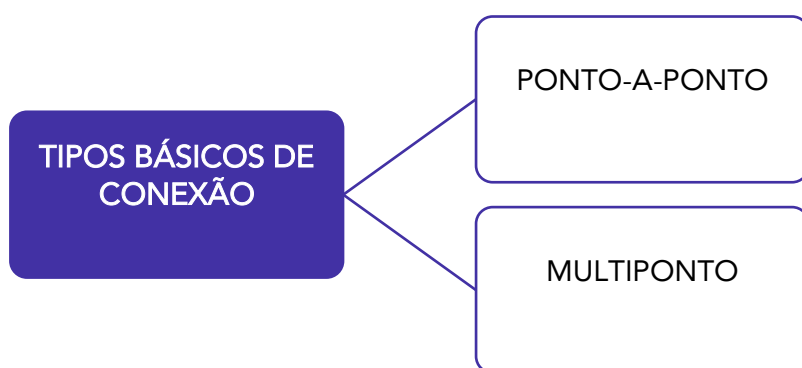 TIPOS BÁSICOS DE
CONEXÃO
PONTO-A-PONTO
MULTIPONTO